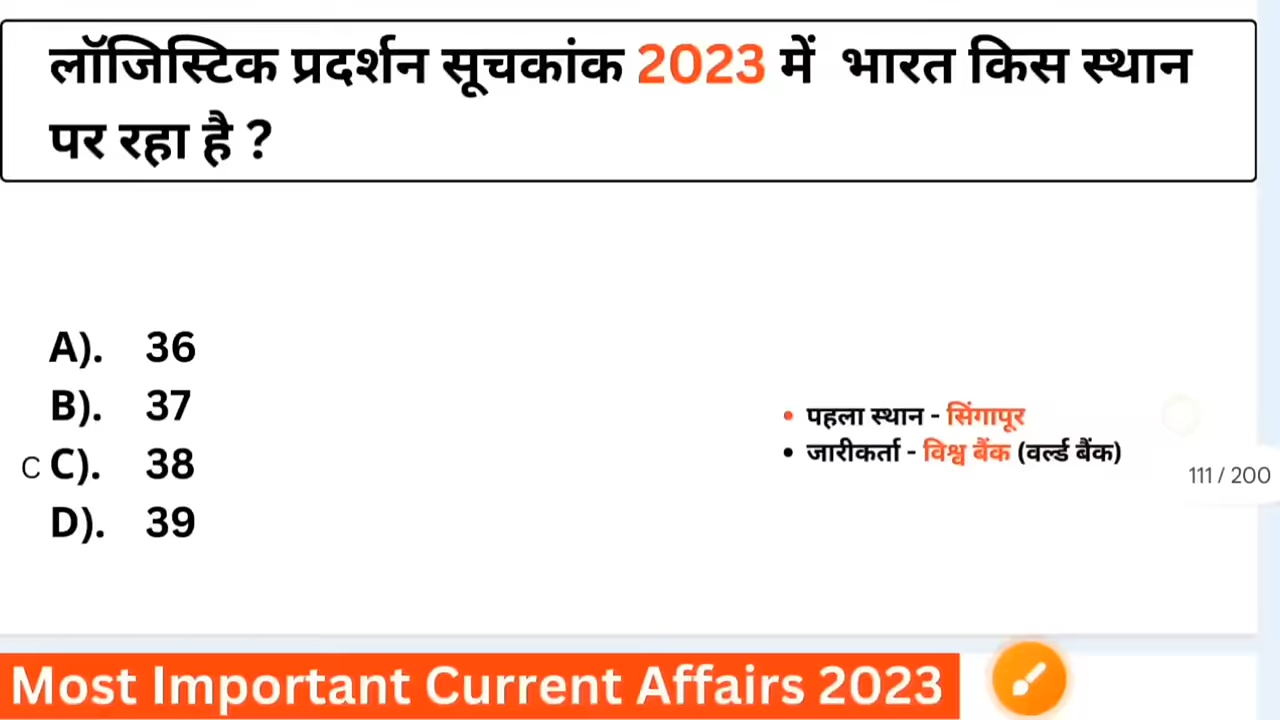 लॉजिस्टिक प्रदर्शन सूचकांक 2023 में भारत किस स्थान
पर रहा है ?
A). 36
B). 37
C C). 38
D). 39
• पहला स्थान - सिंगापूर
• जारीकर्ता - विश्व बैंक (वर्ल्ड बैंक)
111 / 200
Most Important Current Affairs 2023